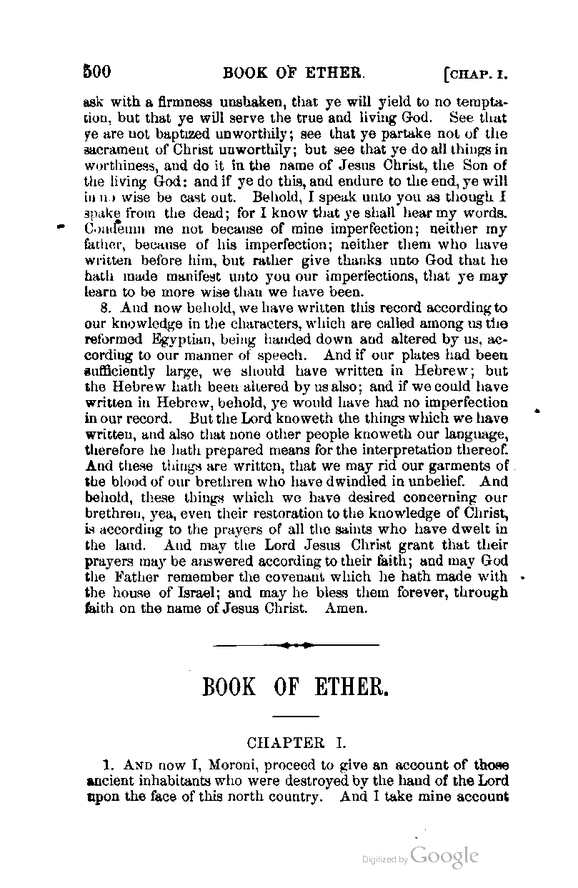 500 BOOK OF ETHER. [CHAP. I.
ask with a firmness unshaken, that ye will yield to no tempta-
tion, but that ye will serve the true and living God. See that
ye are not baptized unworthily; see that ye partake not of the
sacrament of Christ unworthily; but see that ye do all things in
worthiness, and do it in the name of Jesus Christ, the Son of
the living God: and if ye do this, and endure to the end, ye will
in no wise be cast out. Behold, I speak unto you as though I
spake from the dead; for I know that ye shall hear my words.
Condemn me not because of mine imperfection; neither my
father, because of his imperfection; neither them who have
written before him, but rather give thanks unto God that he
hath made manifest unto you our imperfections, that ye may
learn to be more wise than we have been.
8. And now behold, we have written this record according to
our knowledge in the characters, which are called among us the
reformed Egyptian, being handed down and altered by us, ac-
cording to our manner of speech. And if our plates had been
sufficiently large, we should have written in Hebrew; but
the Hebrew hath been altered by us also; and if we could have
written in Hebrew, behold, ye would have had no imperfection
in our record. But the Lord knoweth the things which we have
written, and also that none other people knoweth our language,
therefore he hath prepared means for the interpretation thereof.
And these things are written, that we may rid our garments of
the blood of our brethren who have dwindled in unbelief. And
behold, these things which we have desired concerning our
brethren, yea, even their restoration to the knowledge of Christ,
is according to the prayers of all the saints who have dwelt in
the land. And may the Lord Jesus Christ grant that their
prayers may be answered according to their faith; and may God
the Father remember the covenant which he hath made with
the house of Israel; and may he bless them forever, through
faith on the name of Jesus Christ. Amen.
BOOK OF ETHER.
CHAPTER I.
1. AND now I, Moroni, proceed to give an account of those
ancient inhabitants who were destroyed by the hand of the Lord
upon the face of this north country. And I take mine account
Digitized by Google